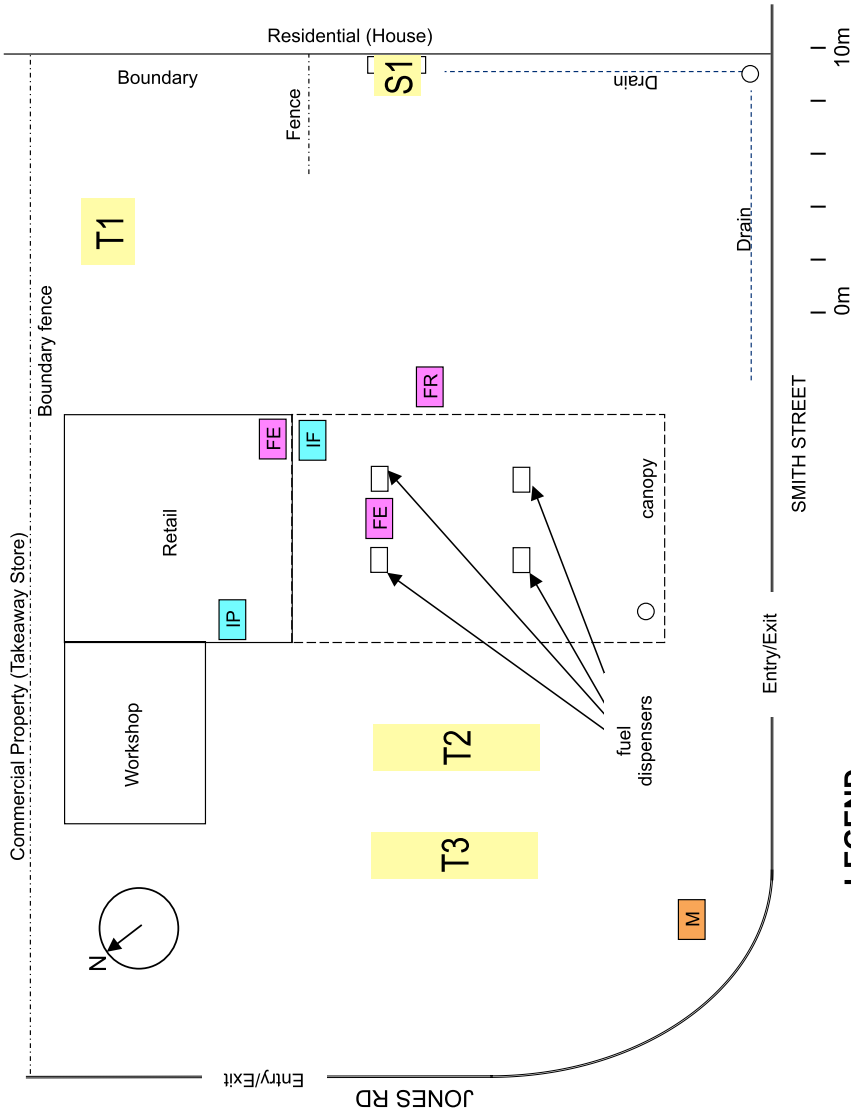 Commercial Property (Takeaway Store)
Boundary fence
Boundary
Residential (House)
Fence
T1
S1
Drain
Drain
Workshop
Retail
IP
FE
IF
FR
FE
canopy
T2
T3
fuel
dispensers
N
M
Entry/Exit
JONES RD
Entry/Exit
SMITH STREET
0m
10m